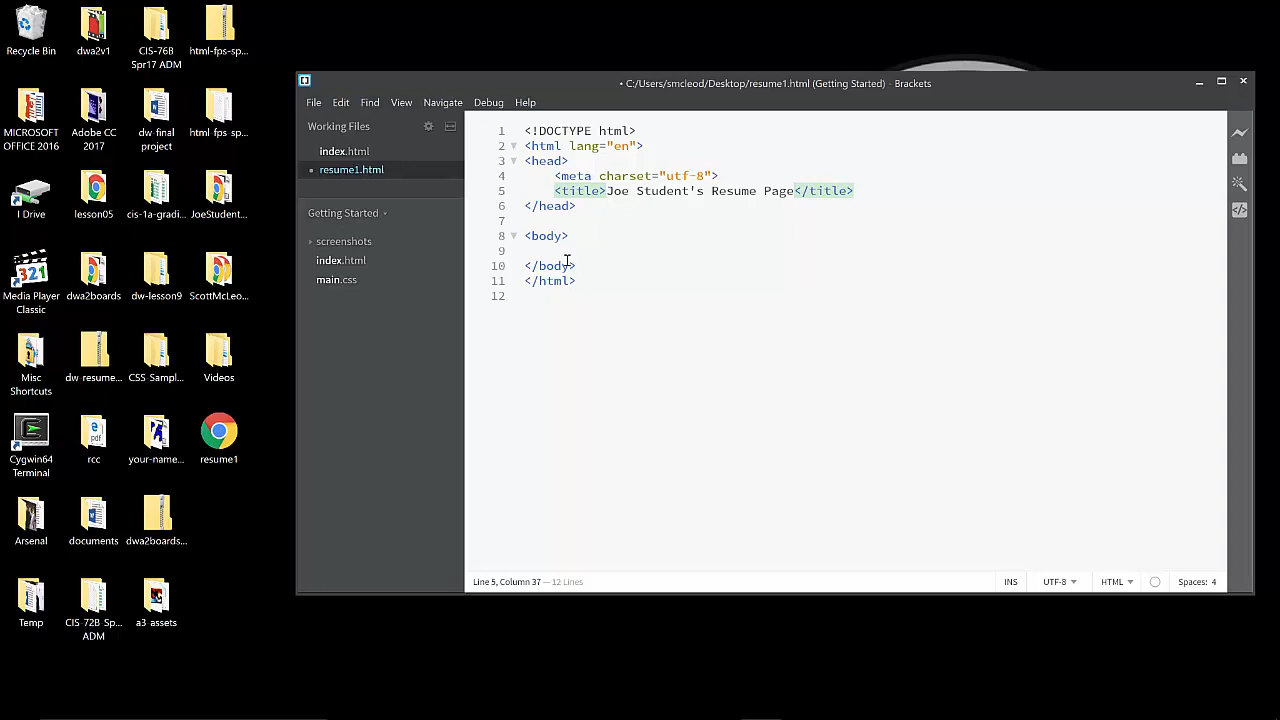 Recycle Bin
dwa2v1
CIS-76B
Spr17 ADM
html-fps-sp...
MICROSOFT
OFFICE 2016
Adobe CC
2017
dw-final
project
html-fps-sp...
I Drive
lesson05
cis-1a-gradi...
JoeStudent...
Media Player
Classic
dwa2boards
dw-lesson9
ScottMcLeo...
Misc
Shortcuts
dw-resume...
CSS-Sampl...
Videos
Cygwin64
Terminal
rcc
your-name...
resume1
Arsenal
documents
dwa2boards...
Temp
CIS-72B-Sp...
ADM
a3-assets
• C:/Users/smcleod/Desktop/resume1.html (Getting Started) - Brackets
File Edit Find View Navigate Debug Help
Working Files
index.html
• resume1.html
Getting Started
screenshots
index.html
main.css
1 <!DOCTYPE html>
2 <html lang="en">
3 <head>
4 <meta charset="utf-8">
5 <title>Joe Student's Resume Page</title>
6 </head>
7
8 <body>
9
10 </body>
11 </html>
12
Line 5, Column 37 — 12 Lines
INS UTF-8 HTML Spaces: 4